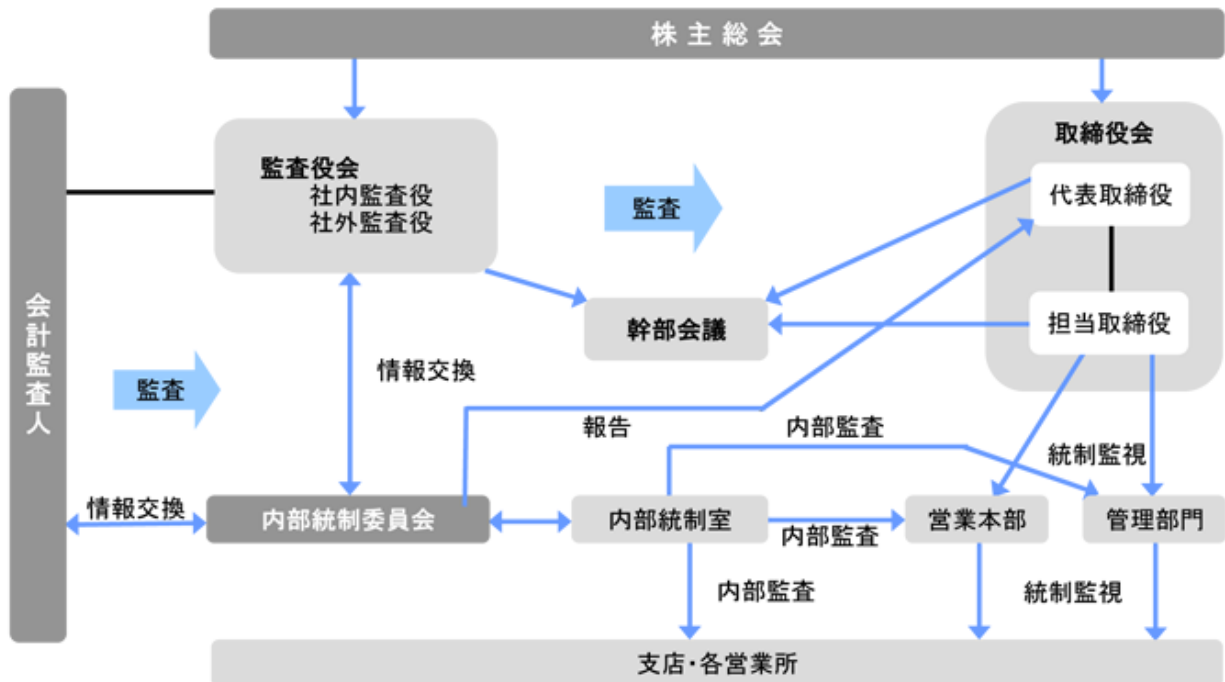 株主総会
取締役会
監査役会
社内監査役
社外監査役
監査
代表取締役
会計監査人
幹部会議
担当取締役
監査
情報交換
報告
内部監査
統制監視
情報交換
内部統制委員会
内部統制室
内部監査
営業本部
管理部門
内部監査
統制監視
支店・各営業所